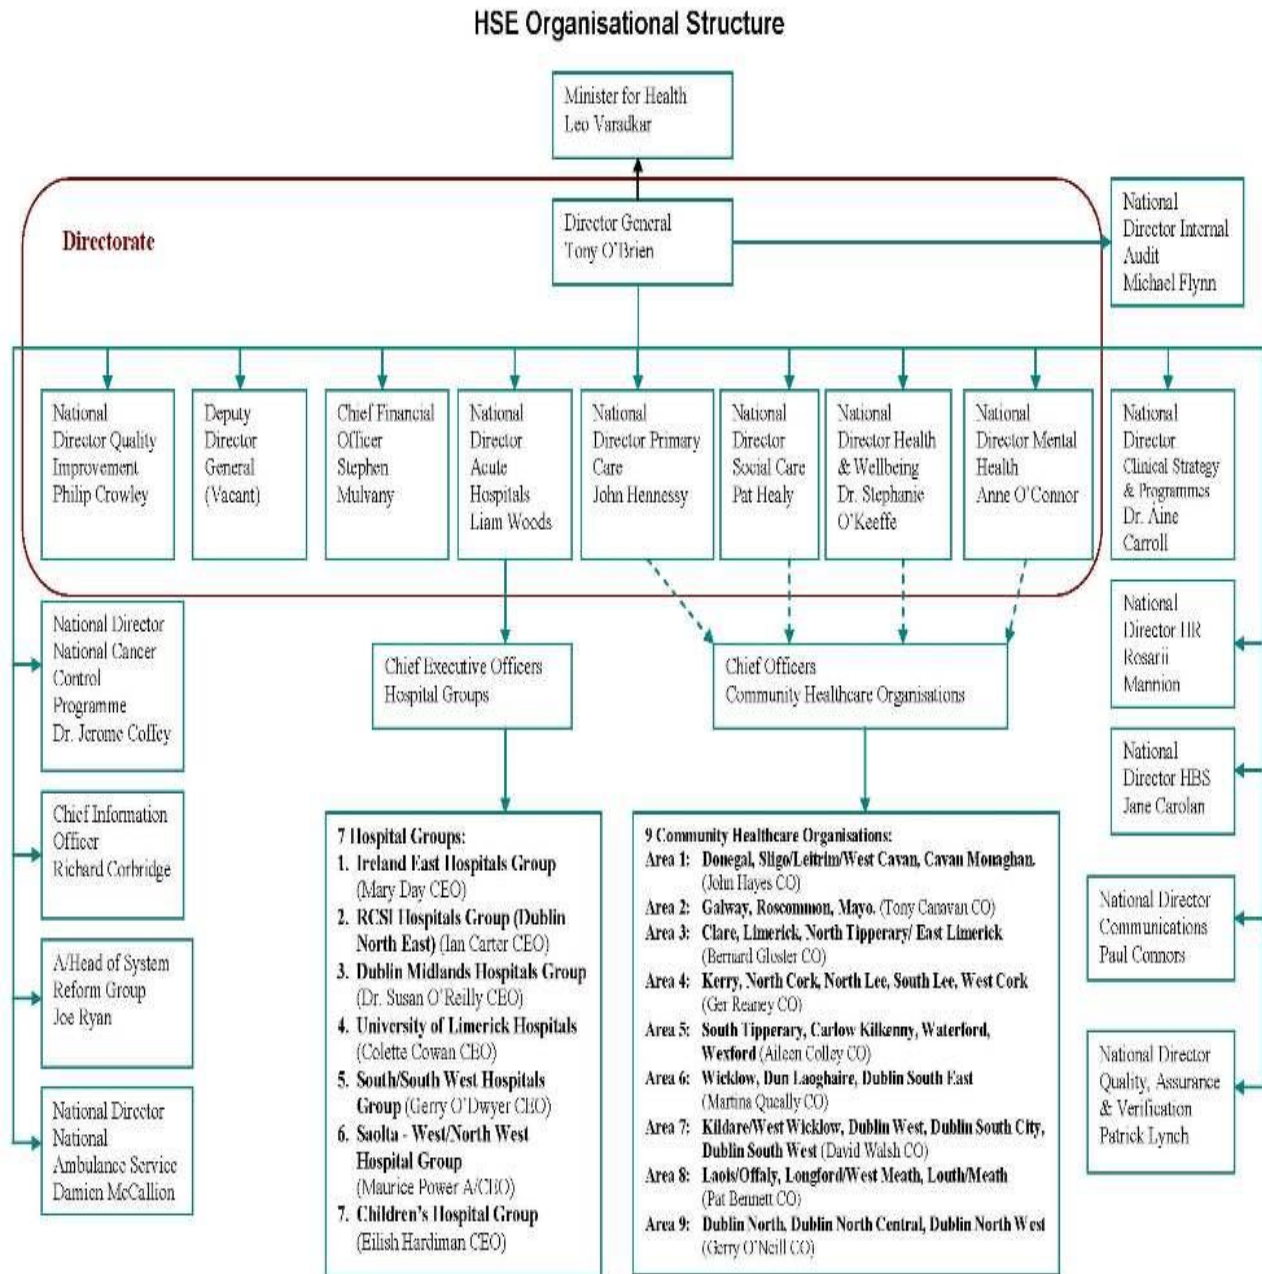 HSE Organisational Structure
Minister for Health
Leo Varadkar
Directorate
Director General
Tony O'Brien
National
Director Internal
Audit
Michael Flynn
National
Director Quality
Improvement
Philip Crowley
Deputy
Director
General
(Vacant)
Chief Financial
Officer
Stephen
Mulvany
National
Director
Acute
Hospitals
Liam Woods
National
Director Primary
Care
John Hennessy
National
Director
Social Care
Pat Healy
National
Director Health
& Wellbeing
Dr. Stephanie
O'Keeffe
National
Director Mental
Health
Anne O'Connor
National
Director
Clinical Strategy
& Programmes
Dr. Aine
Carroll
National Director
National Cancer
Control
Programme
Dr. Jerome Coffey
Chief Executive Officers
Hospital Groups
Chief Officers
Community Healthcare Organisations
National
Director HR
Rosarii
Mannion
National
Director HBS
Jane Carolan
Chief Information
Officer
Richard Corbridge
A/Head of System
Reform Group
Joe Ryan
National Director
National
Ambulance Service
Damien McCallion
7 Hospital Groups:
1. Ireland East Hospitals Group
(Mary Day CEO)
2. RCSI Hospitals Group (Dublin
North East) (Ian Carter CEO)
3. Dublin Midlands Hospitals Group
(Dr. Susan O'Reilly CEO)
4. University of Limerick Hospitals
(Colette Cowan CEO)
5. South/South West Hospitals
Group (Gerry O'Dwyer CEO)
6. Saolta - West/North West
Hospital Group
(Maurice Power A/CEO)
7. Children's Hospital Group
(Eilish Hardiman CEO)
9 Community Healthcare Organisations:
Area 1: Donegal, Sligo/Leitrim/West Cavan, Cavan Monaghan.
(John Hayes CO)
Area 2: Galway, Roscommon, Mayo. (Tony Canavan CO)
Area 3: Clare, Limerick, North Tipperary/ East Limerick
(Bernard Gloster CO)
Area 4: Kerry, North Cork, North Lee, South Lee, West Cork
(Ger Reaney CO)
Area 5: South Tipperary, Carlow Kilkenny, Waterford,
Wexford (Aileen Colley CO)
Area 6: Wicklow, Dun Laoghaire, Dublin South East
(Martina Queally CO)
Area 7: Kildare/West Wicklow, Dublin West, Dublin South City,
Dublin South West (David Walsh CO)
Area 8: Laois/Offaly, Longford/West Meath, Louth/Meath
(Pat Bennett CO)
Area 9: Dublin North, Dublin North Central, Dublin North West
(Gerry O'Neill CO)
National Director
Communications
Paul Connors
National Director
Quality, Assurance
& Verification
Patrick Lynch